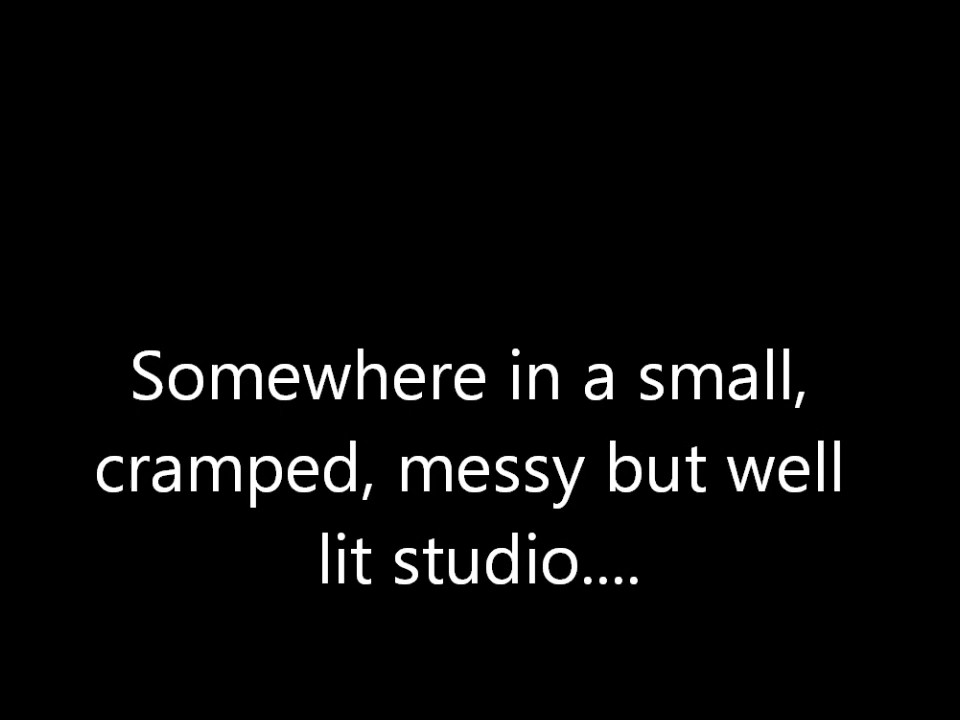 Somewhere in a small,
cramped, messy but well
lit studio....